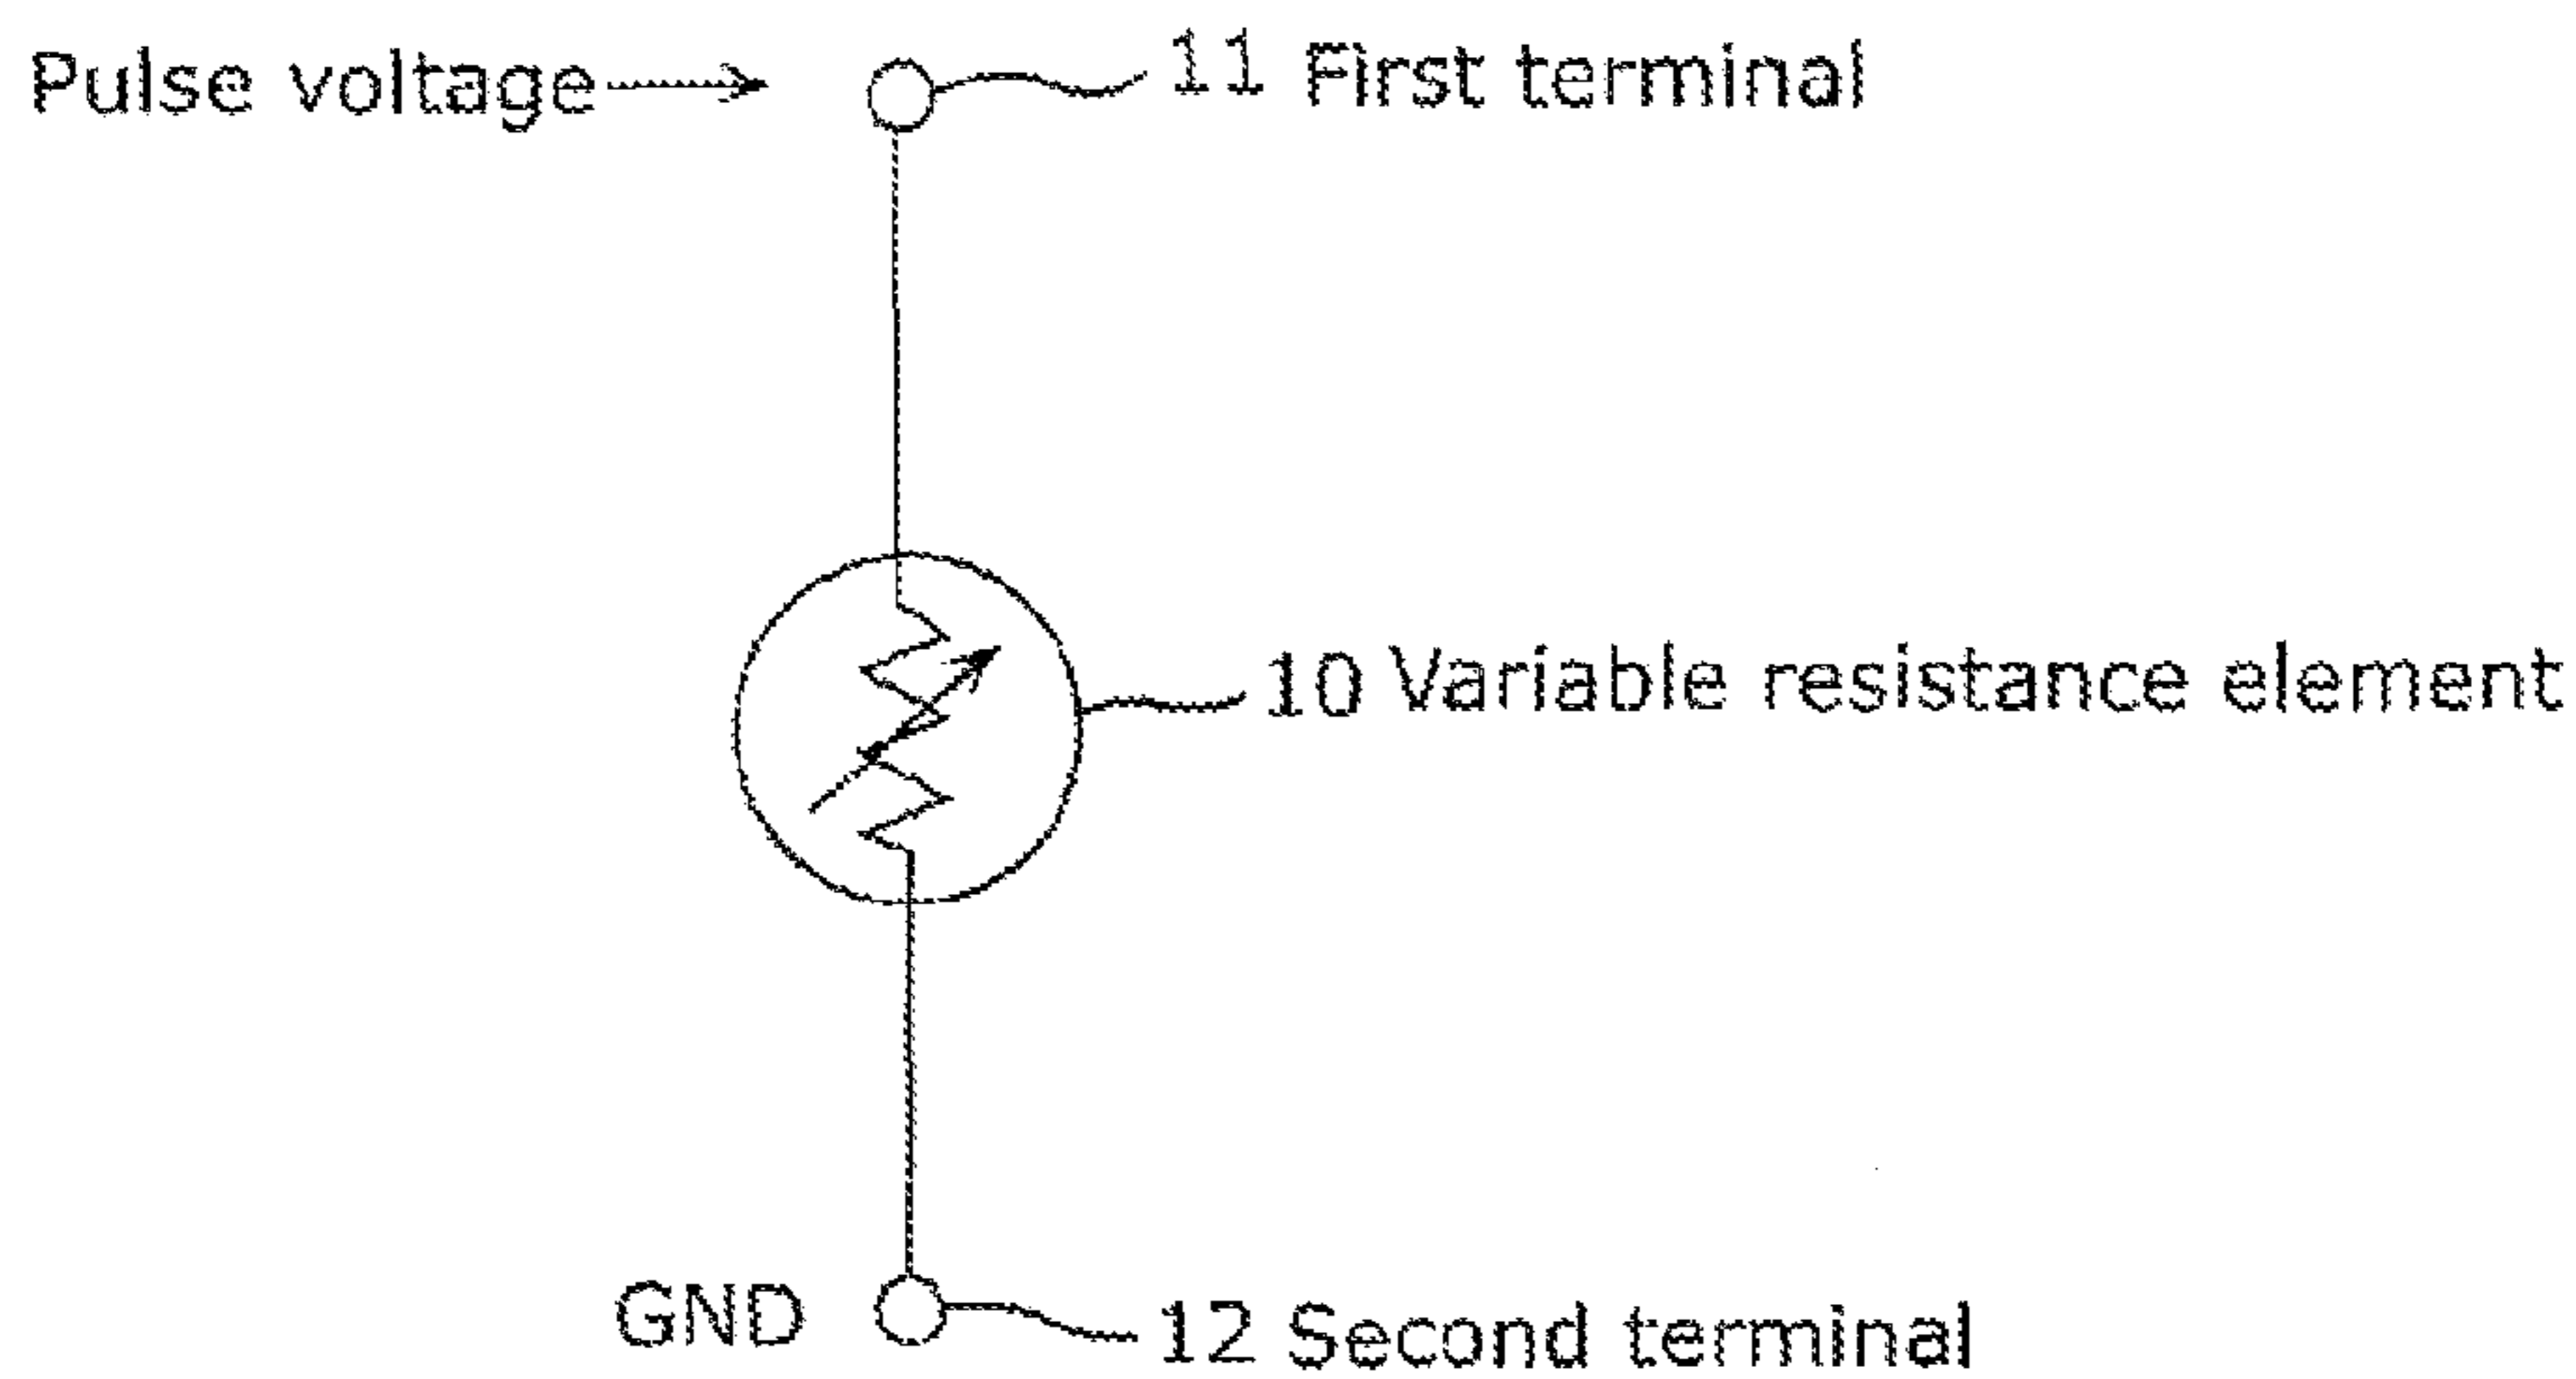 Pulse voltage 11 First terminal
10 Variable resistance element
GND 12 Second terminal